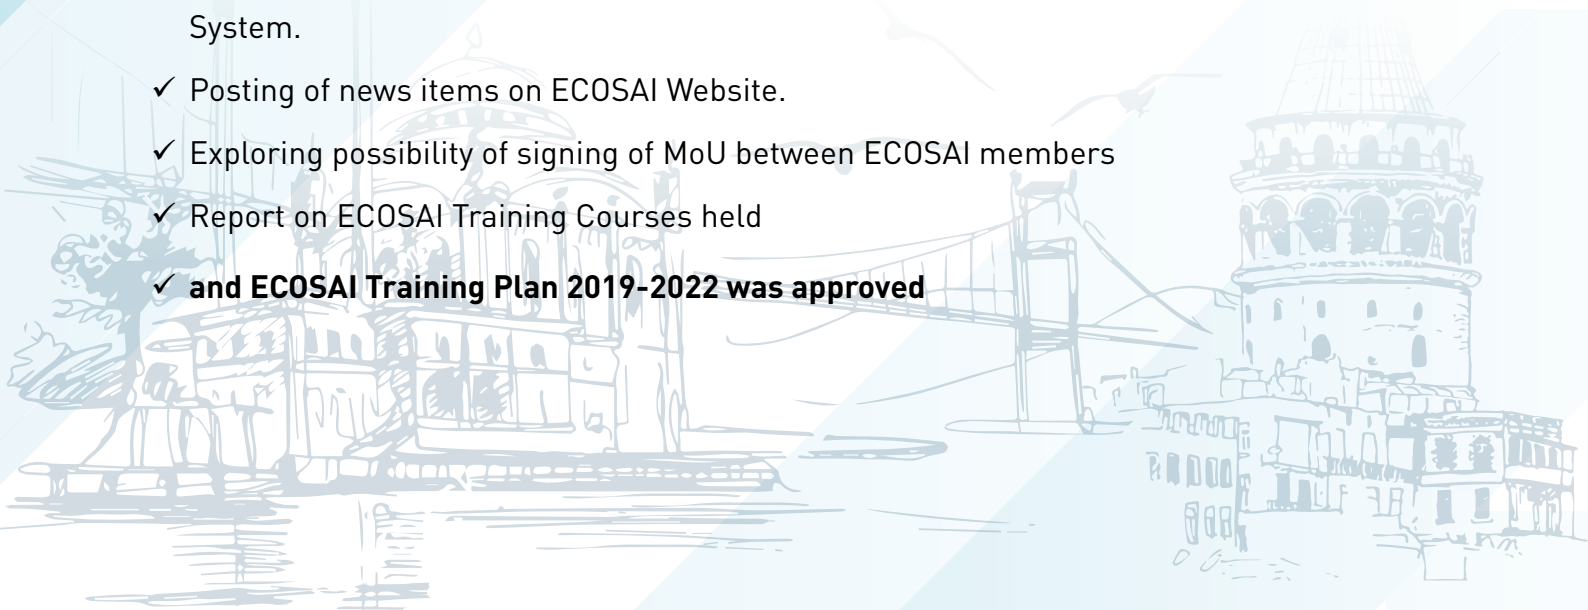 System.
✓ Posting of news items on ECOSAI Website.
✓ Exploring possibility of signing of MoU between ECOSAI members
✓ Report on ECOSAI Training Courses held
✓ and ECOSAI Training Plan 2019-2022 was approved